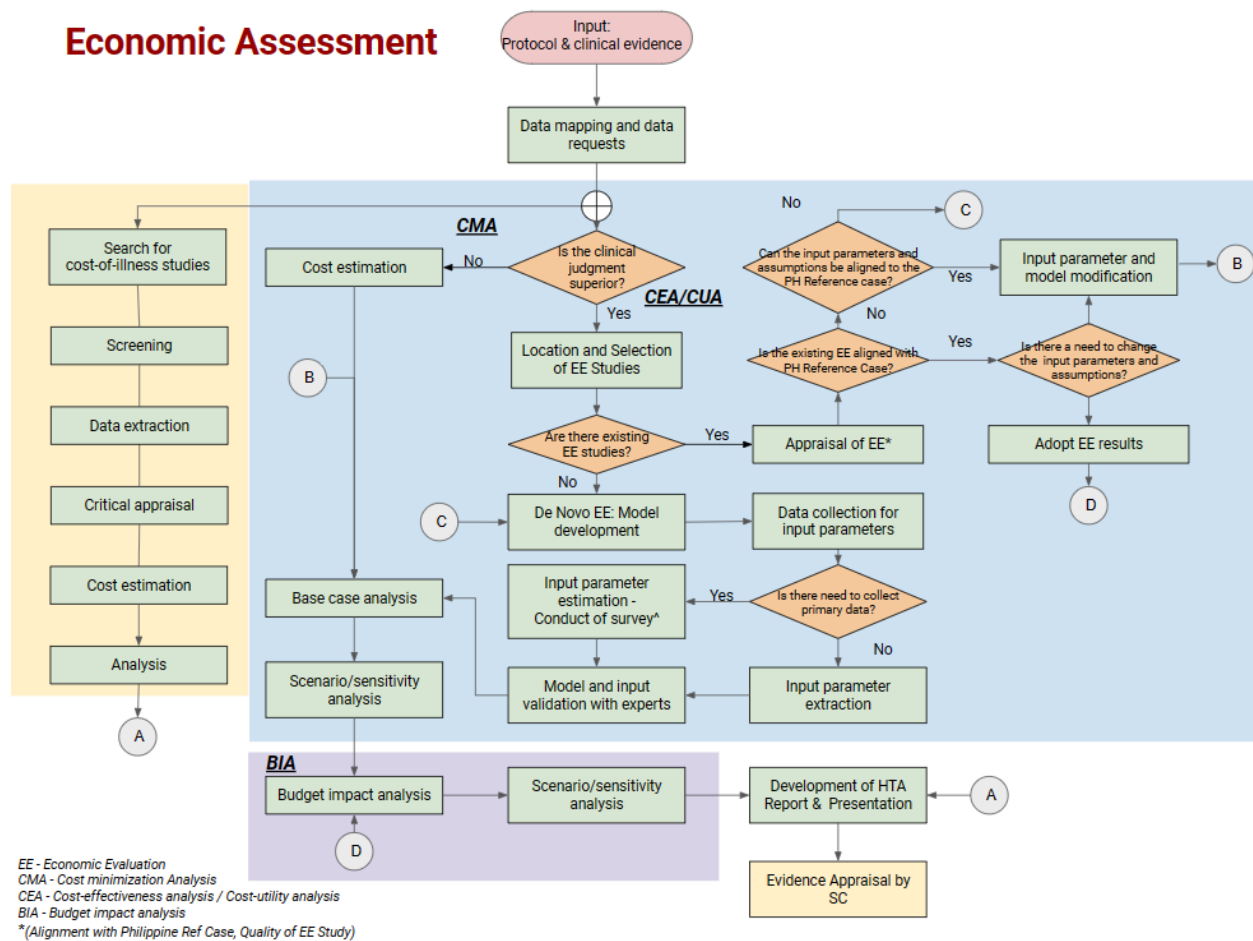 Economic Assessment
Input:
Protocol & clinical evidence
Data mapping and data
requests
Search for
cost-of-illness studies
Screening
Data extraction
Critical appraisal
Cost estimation
Analysis
A
CMA
Cost estimation
No
Is the clinical
judgment
superior?
CEA/CUA
Yes
Location and Selection
of EE Studies
B
Are there existing
EE studies?
Yes
Appraisal of EE*
No
Is the existing EE aligned with
PH Reference Case?
No
Can the input parameters and
assumptions be aligned to the
PH Reference case?
No
C
Yes
Input parameter and
model modification
B
Yes
Is there a need to change
the input parameters and
assumptions?
Adopt EE results
D
C
De Novo EE: Model
development
Data collection for
input parameters
Is there need to collect
primary data?
Yes
Input parameter
estimation -
Conduct of survey^
No
Input parameter
extraction
Model and input
validation with experts
Base case analysis
Scenario/sensitivity
analysis
BIA
Budget impact analysis
D
Scenario/sensitivity
analysis
Development of HTA
Report & Presentation
A
Evidence Appraisal by
SC
EE - Economic Evaluation
CMA - Cost minimization Analysis
CEA - Cost-effectiveness analysis / Cost-utility analysis
BIA - Budget impact analysis
*(Alignment with Philippine Ref Case, Quality of EE Study)